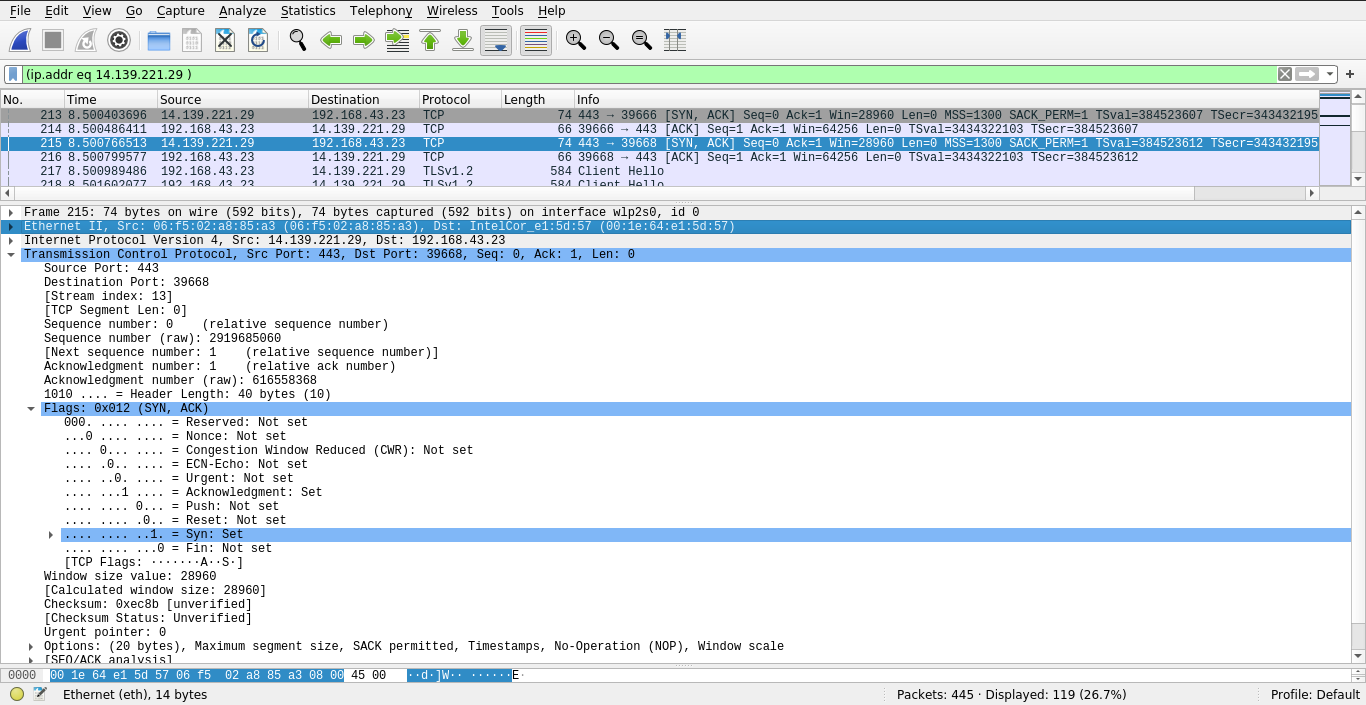 File Edit View Go Capture Analyze Statistics Telephony Wireless Tools Help
(ip.addr eq 14.139.221.29 )
No. Time Source Destination Protocol Length Info
213 8.500403696 14.139.221.29 192.168.43.23 TCP 74 443 → 39666 [SYN, ACK] Seq=0 Ack=1 Win=28960 Len=0 MSS=1300 SACK_PERM=1 TSval=384523607 TSecr=343432195
214 8.500486411 192.168.43.23 14.139.221.29 TCP 66 39666 → 443 [ACK] Seq=1 Ack=1 Win=64256 Len=0 TSval=3434322103 TSecr=384523607
215 8.500766513 14.139.221.29 192.168.43.23 TCP 74 443 → 39668 [SYN, ACK] Seq=0 Ack=1 Win=28960 Len=0 MSS=1300 SACK_PERM=1 TSval=384523612 TSecr=343432195
216 8.500799577 192.168.43.23 14.139.221.29 TCP 66 39668 → 443 [ACK] Seq=1 Ack=1 Win=64256 Len=0 TSval=3434322103 TSecr=384523612
217 8.500989486 192.168.43.23 14.139.221.29 TLSv1.2 584 Client Hello
218 8.501602077 192.168.43.23 14.139.221.29 TLSv1.2 584 Client Hello
Frame 215: 74 bytes on wire (592 bits), 74 bytes captured (592 bits) on interface wlp2s0, id 0
Ethernet II, Src: 06:f5:02:a8:85:a3 (06:f5:02:a8:85:a3), Dst: IntelCor_e1:5d:57 (00:1e:64:e1:5d:57)
Internet Protocol Version 4, Src: 14.139.221.29, Dst: 192.168.43.23
Transmission Control Protocol, Src Port: 443, Dst Port: 39668, Seq: 0, Ack: 1, Len: 0
Source Port: 443
Destination Port: 39668
[Stream index: 13]
[TCP Segment Len: 0]
Sequence number: 0 (relative sequence number)
Sequence number (raw): 2919685060
[Next sequence number: 1 (relative sequence number)]
Acknowledgment number: 1 (relative ack number)
Acknowledgment number (raw): 616558368
1010 .... = Header Length: 40 bytes (10)
Flags: 0x012 (SYN, ACK)
000. .... .... = Reserved: Not set
...0 .... .... = Nonce: Not set
.... 0... .... = Congestion Window Reduced (CWR): Not set
.... .0.. .... = ECN-Echo: Not set
.... ..0. .... = Urgent: Not set
.... ...1 .... = Acknowledgment: Set
.... .... 0... = Push: Not set
.... .... .0.. = Reset: Not set
.... .... ..1. = Syn: Set
.... .... ...0 = Fin: Not set
[TCP Flags: ·······A··S·]
Window size value: 28960
[Calculated window size: 28960]
Checksum: 0xec8b [unverified]
[Checksum Status: Unverified]
Urgent pointer: 0
Options: (20 bytes), Maximum segment size, SACK permitted, Timestamps, No-Operation (NOP), Window scale
[SEQ/ACK analysis]
0000 00 1e 64 e1 5d 57 06 f5 02 a8 85 a3 08 00 45 00 ··d·]W·· ······E·
Ethernet (eth), 14 bytes
Packets: 445 · Displayed: 119 (26.7%)
Profile: Default